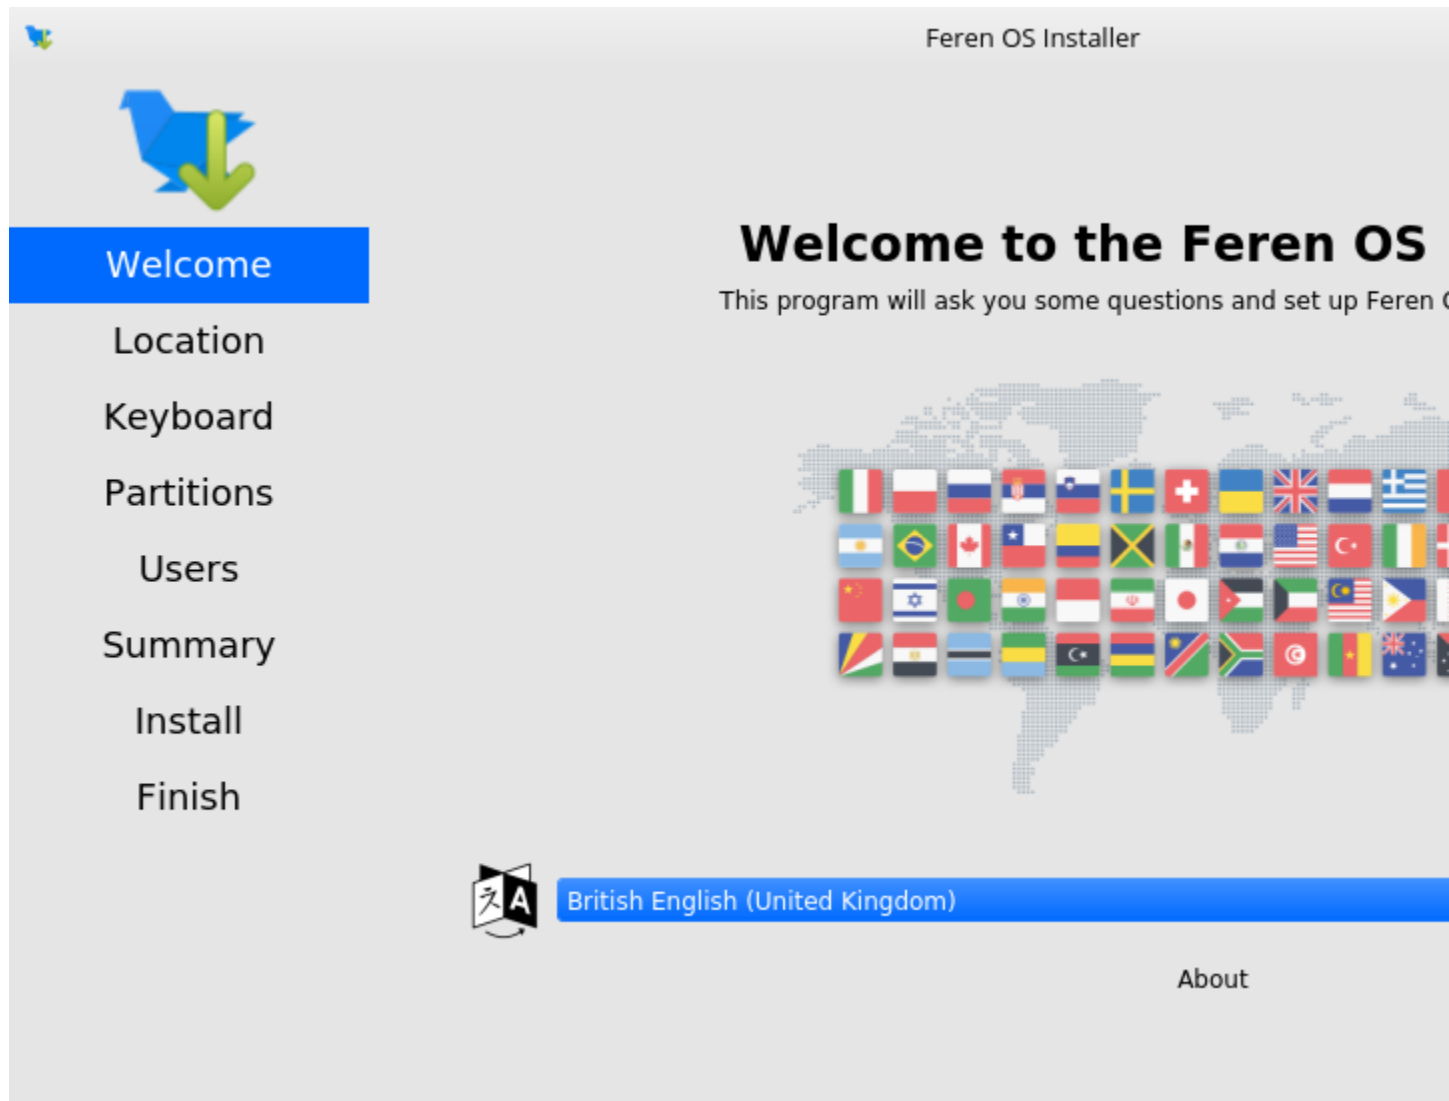 Feren OS Installer
Welcome
Location
Keyboard
Partitions
Users
Summary
Install
Finish
Welcome to the Feren OS
This program will ask you some questions and set up Feren
British English (United Kingdom)
About